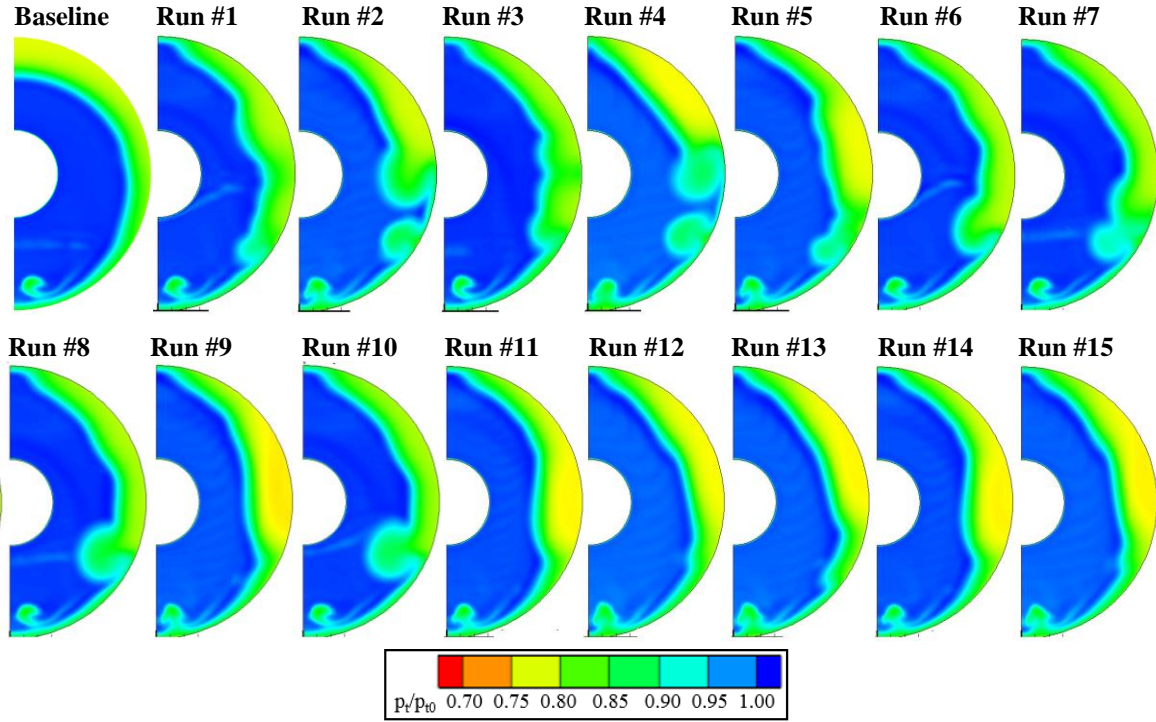 Baseline Run #1 Run #2 Run #3 Run #4 Run #5 Run #6 Run #7
Run #8 Run #9 Run #10 Run #11 Run #12 Run #13 Run #14 Run #15
pt/pt0 0.70 0.75 0.80 0.85 0.90 0.95 1.00